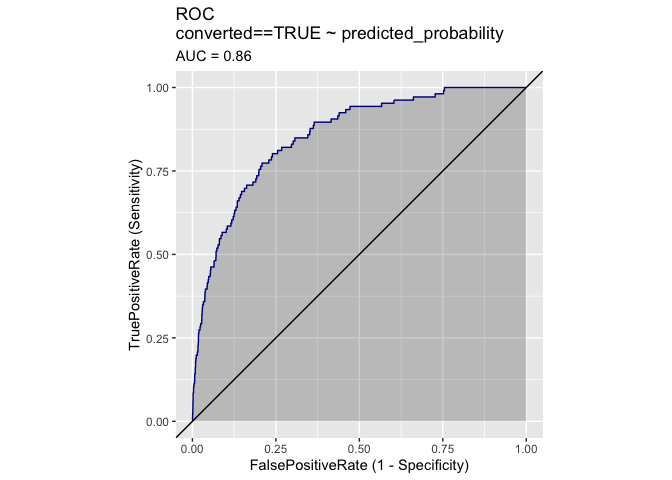 ROC
converted==TRUE ~ predicted_probability
AUC = 0.86
1.00
0.75
0.50
0.25
0.00
TruePositiveRate (Sensitivity)
0.00 0.25 0.50 0.75 1.00
FalsePositiveRate (1 - Specificity)